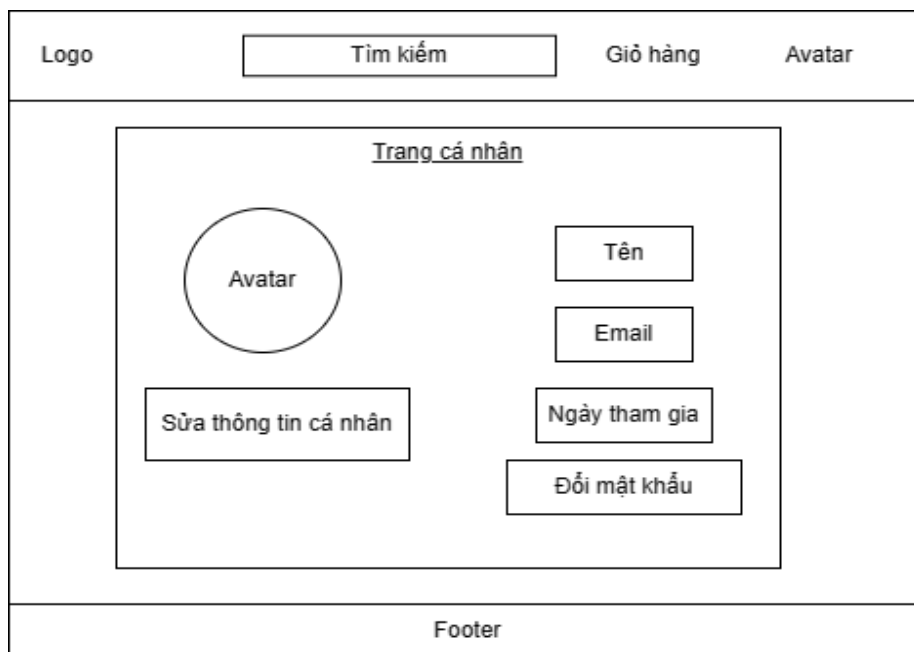 Logo
Tìm kiếm
Giỏ hàng
Avatar
Trang cá nhân
Avatar
Tên
Email
Sửa thông tin cá nhân
Ngày tham gia
Đổi mật khẩu
Footer